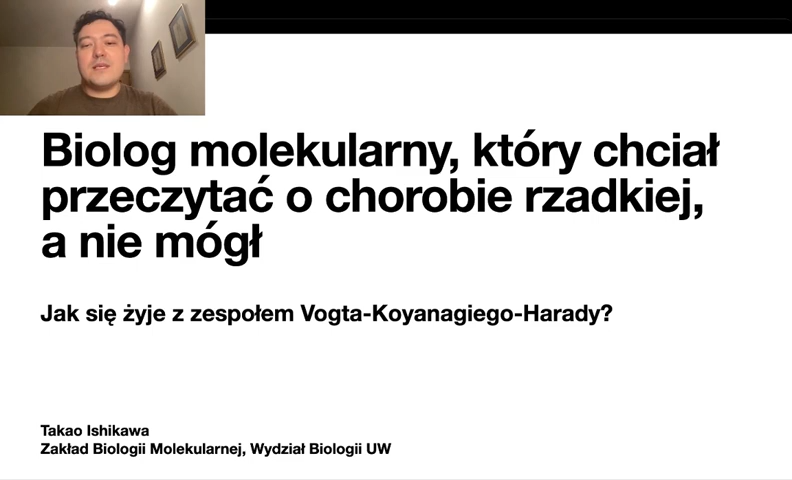 Biolog molekularny, który chciał
przeczytać o chorobie rzadkiej,
a nie mógł
Jak się żyje z zespołem Vogta-Koyanagiego-Harady?
Takao Ishikawa
Zakład Biologii Molekularnej, Wydział Biologii UW